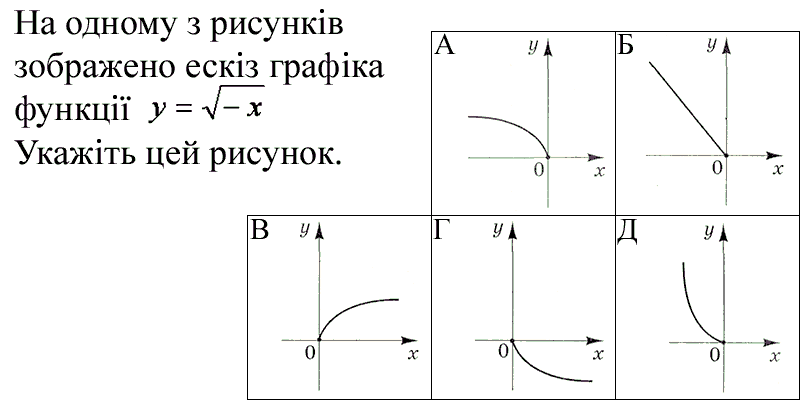 На одному з рисунків
зображено ескіз графіка
функції y = √−x
Укажіть цей рисунок.
А y 0 x
Б y 0 x
В y 0 x
Г y 0 x
Д y 0 x